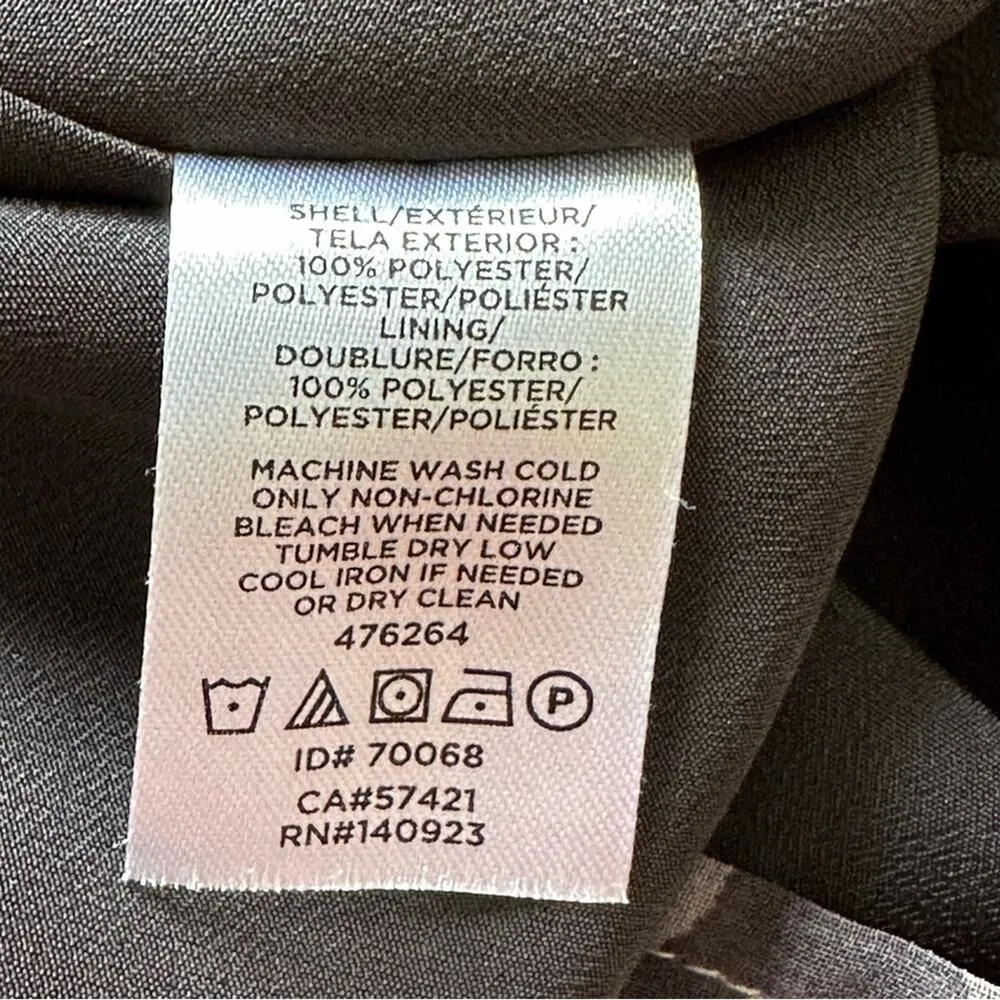 SHELL/EXTÉRIEUR/
TELA EXTERIOR :
100% POLYESTER/
POLYESTER/POLIÉSTER
LINING/
DOUBLURE/FORRO :
100% POLYESTER/
POLYESTER/POLIÉSTER
MACHINE WASH COLD
ONLY NON-CHLORINE
BLEACH WHEN NEEDED
TUMBLE DRY LOW
COOL IRON IF NEEDED
OR DRY CLEAN
476264
P
ID# 70068
CA#57421
RN#140923